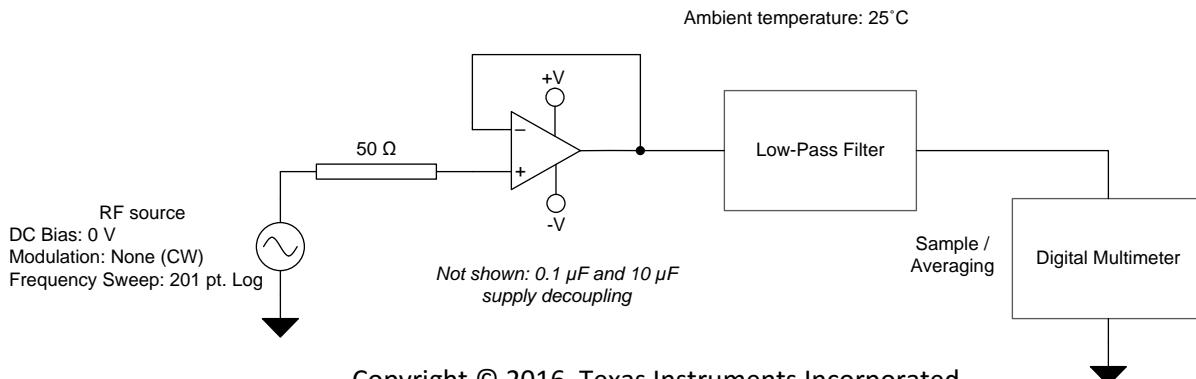 Ambient temperature: 25˚C
+V
−
50 Ω
+
Low-Pass Filter
-V
RF source
DC Bias: 0 V
Modulation: None (CW)
Frequency Sweep: 201 pt. Log
Not shown: 0.1 µF and 10 µF
supply decoupling
Sample /
Averaging
Digital Multimeter
Copyright © 2016, Texas Instruments Incorporated